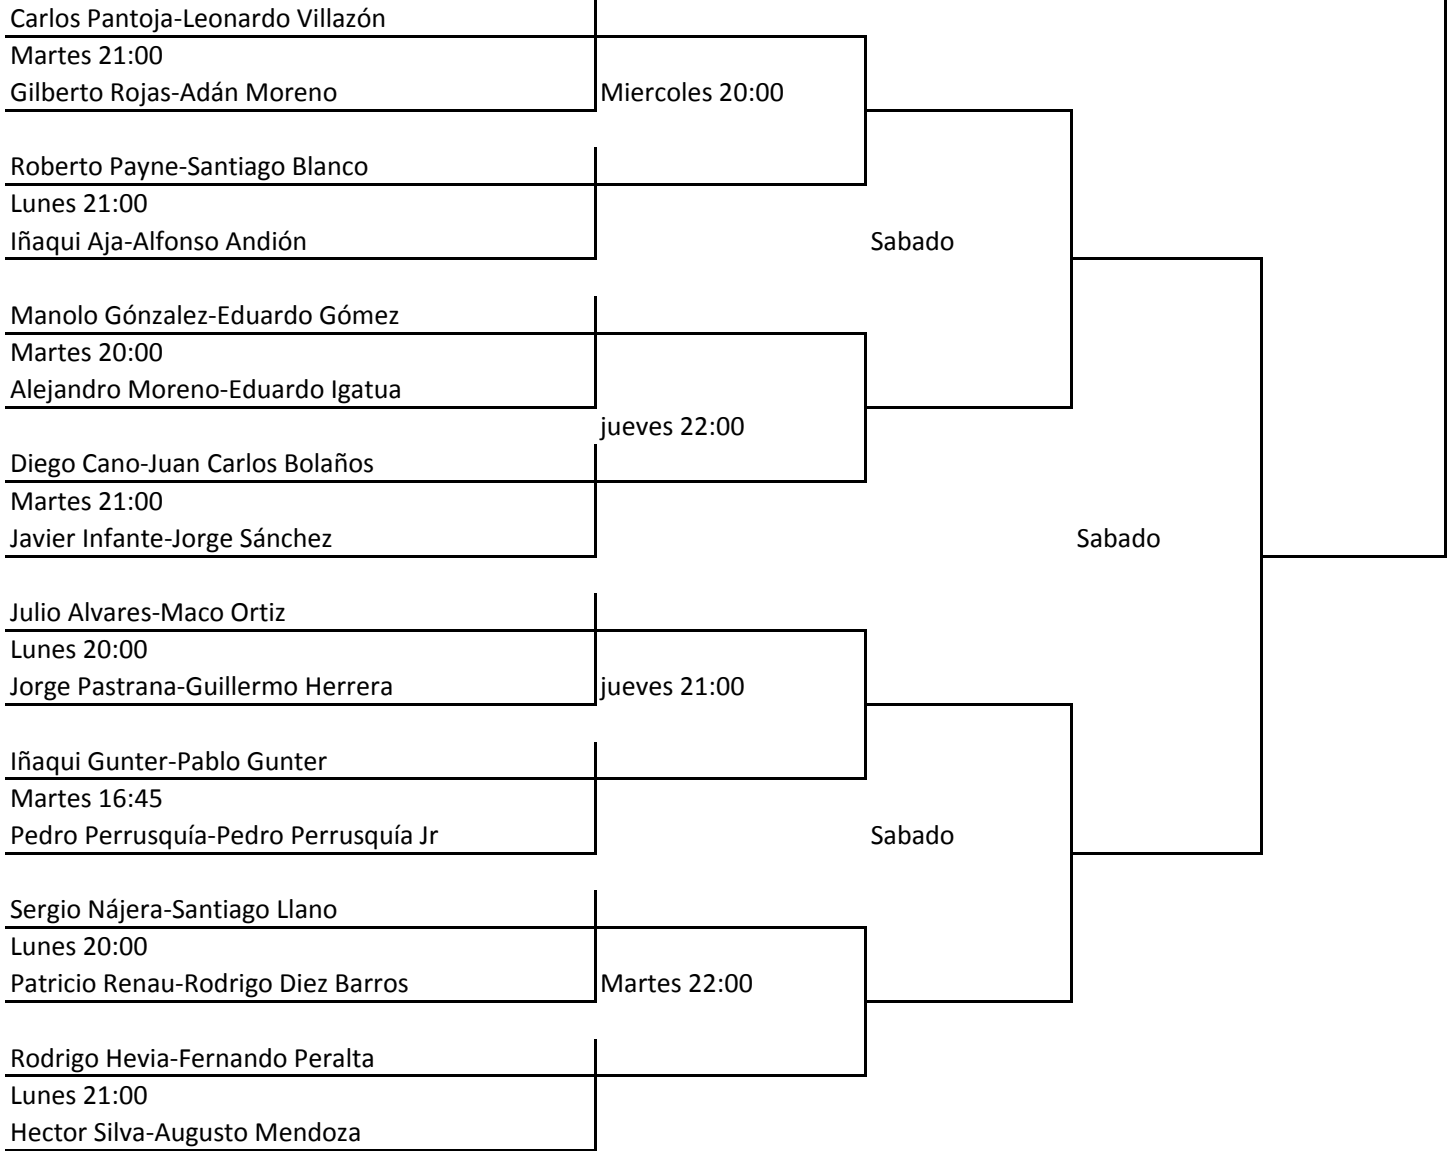 Carlos Pantoja-Leonardo Villazón
Martes 21:00
Gilberto Rojas-Adán Moreno
Miercoles 20:00
Roberto Payne-Santiago Blanco
Lunes 21:00
Iñaqui Aja-Alfonso Andión
Sabado
Manolo Gónzalez-Eduardo Gómez
Martes 20:00
Alejandro Moreno-Eduardo Igatua
jueves 22:00
Diego Cano-Juan Carlos Bolaños
Martes 21:00
Javier Infante-Jorge Sánchez
Sabado
Julio Alvares-Maco Ortiz
Lunes 20:00
Jorge Pastrana-Guillermo Herrera
jueves 21:00
Iñaqui Gunter-Pablo Gunter
Martes 16:45
Pedro Perrusquía-Pedro Perrusquía Jr
Sabado
Sergio Nájera-Santiago Llano
Lunes 20:00
Patricio Renau-Rodrigo Diez Barros
Martes 22:00
Rodrigo Hevia-Fernando Peralta
Lunes 21:00
Hector Silva-Augusto Mendoza